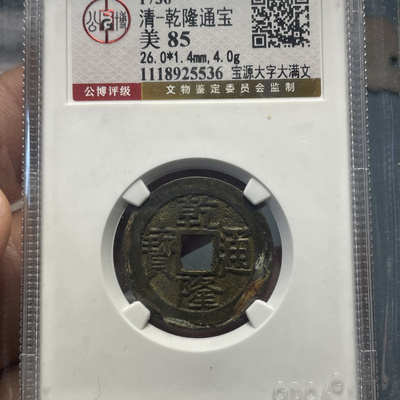 1736
清-乾隆通宝
美 85
26.0*1.4mm,4.0g
1118925536 宝源大字大满文
公博评级
文物鉴定委员会监制
公博
乾
寶 通
隆